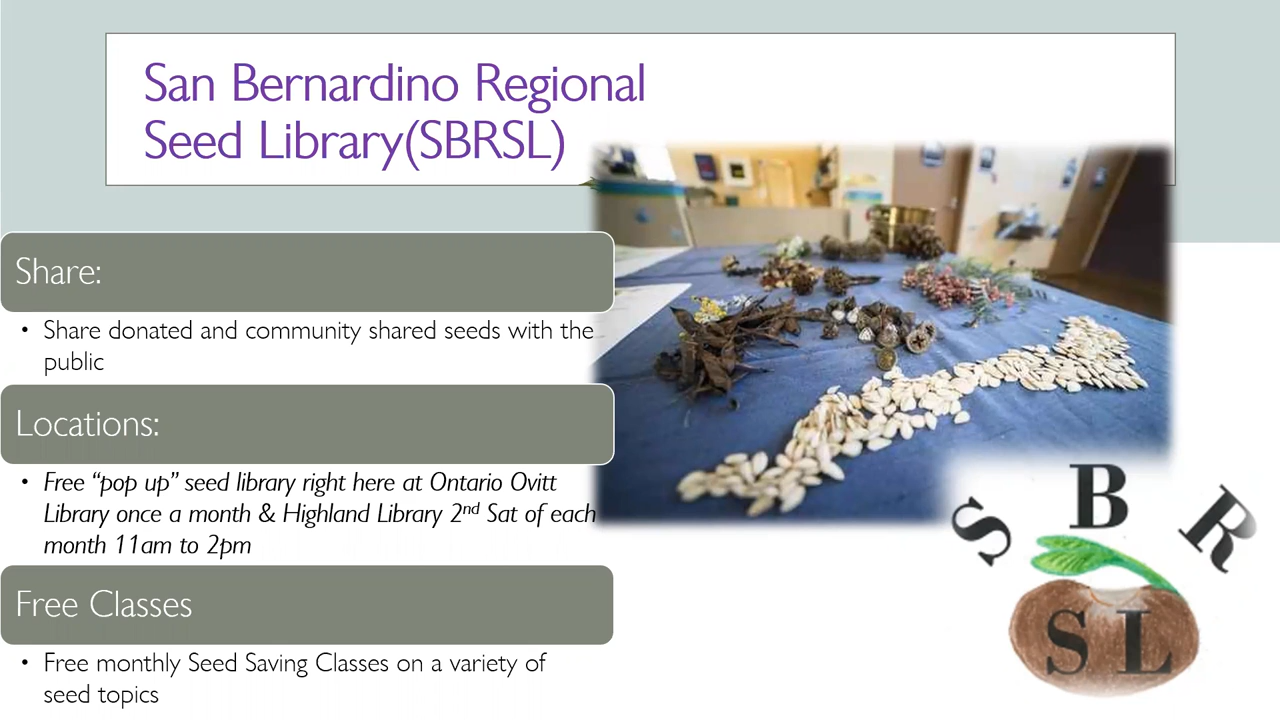 San Bernardino Regional
Seed Library(SBRSL)
Share:
• Share donated and community shared seeds with the
public
Locations:
• Free “pop up” seed library right here at Ontario Ovitt
Library once a month & Highland Library 2nd Sat of each
month 11am to 2pm
Free Classes
• Free monthly Seed Saving Classes on a variety of
seed topics
S B R
S L